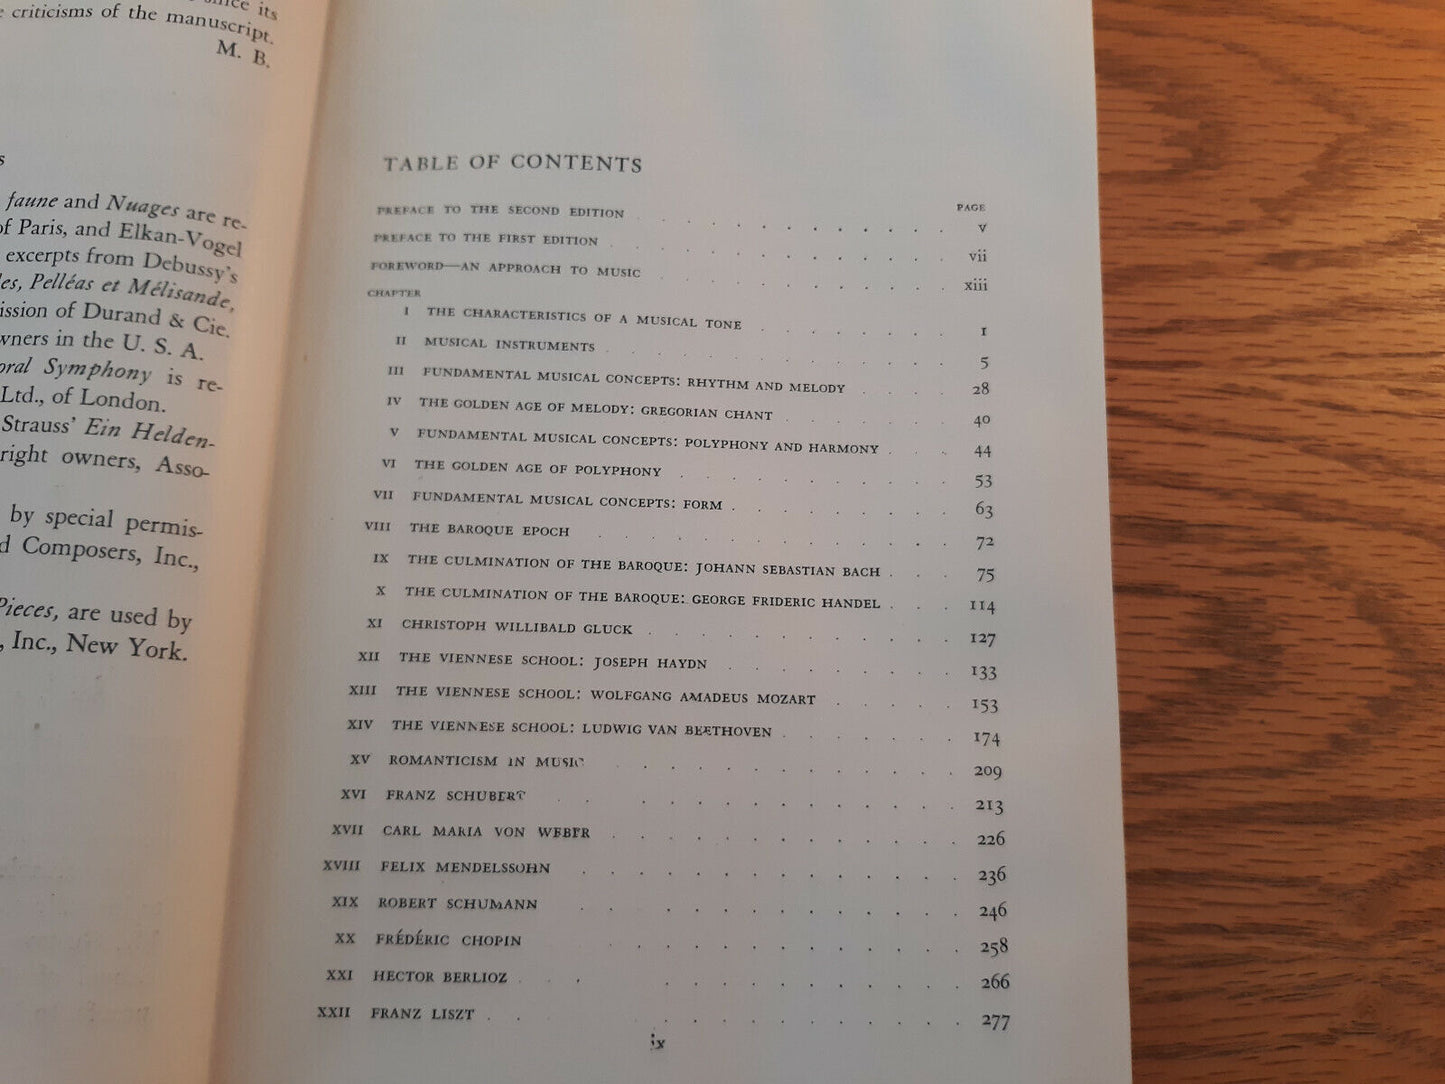 since its
criticisms of the manuscript.
M. B.
faune and Nuages are re-
of Paris, and Elkan-Vogel
excerpts from Debussy's
Pelléas et Mélisande,
of Durand & Cie.
in the U. S. A.
Symphony is re-
Ltd., of London.
Strauss' Ein Helden-
right owners, Asso-
by special permis-
Composers, Inc.,
Pieces, are used by
Inc., New York.
TABLE OF CONTENTS
PAGE
PREFACE TO THE SECOND EDITION . . . . . . . . . . . . v
PREFACE TO THE FIRST EDITION . . . . . . . . . . . . . vii
FOREWORD—AN APPROACH TO MUSIC . . . . . . . . . . . xiii
CHAPTER
I THE CHARACTERISTICS OF A MUSICAL TONE . . . . . . . 1
II MUSICAL INSTRUMENTS . . . . . . . . . . . . . 5
III FUNDAMENTAL MUSICAL CONCEPTS: RHYTHM AND MELODY . . . . 28
IV THE GOLDEN AGE OF MELODY: GREGORIAN CHANT . . . . . . 40
V FUNDAMENTAL MUSICAL CONCEPTS: POLYPHONY AND HARMONY . . . 44
VI THE GOLDEN AGE OF POLYPHONY . . . . . . . . . . 53
VII FUNDAMENTAL MUSICAL CONCEPTS: FORM . . . . . . . . 63
VIII THE BAROQUE EPOCH . . . . . . . . . . . . . 72
IX THE CULMINATION OF THE BAROQUE: JOHANN SEBASTIAN BACH . . . 75
X THE CULMINATION OF THE BAROQUE: GEORGE FRIDERIC HANDEL . . . 114
XI CHRISTOPH WILLIBALD GLUCK . . . . . . . . . . . 127
XII THE VIENNESE SCHOOL: JOSEPH HAYDN . . . . . . . . 133
XIII THE VIENNESE SCHOOL: WOLFGANG AMADEUS MOZART . . . . . 153
XIV THE VIENNESE SCHOOL: LUDWIG VAN BEETHOVEN . . . . . . 174
XV ROMANTICISM IN MUSIC . . . . . . . . . . . . . 209
XVI FRANZ SCHUBERT . . . . . . . . . . . . . . 213
XVII CARL MARIA VON WEBER . . . . . . . . . . . . 226
XVIII FELIX MENDELSSOHN . . . . . . . . . . . . . 236
XIX ROBERT SCHUMANN . . . . . . . . . . . . . 246
XX FRÉDÉRIC CHOPIN . . . . . . . . . . . . . 258
XXI HECTOR BERLIOZ . . . . . . . . . . . . . 266
XXII FRANZ LISZT . . . . . . . . . . . . . . 277
ix